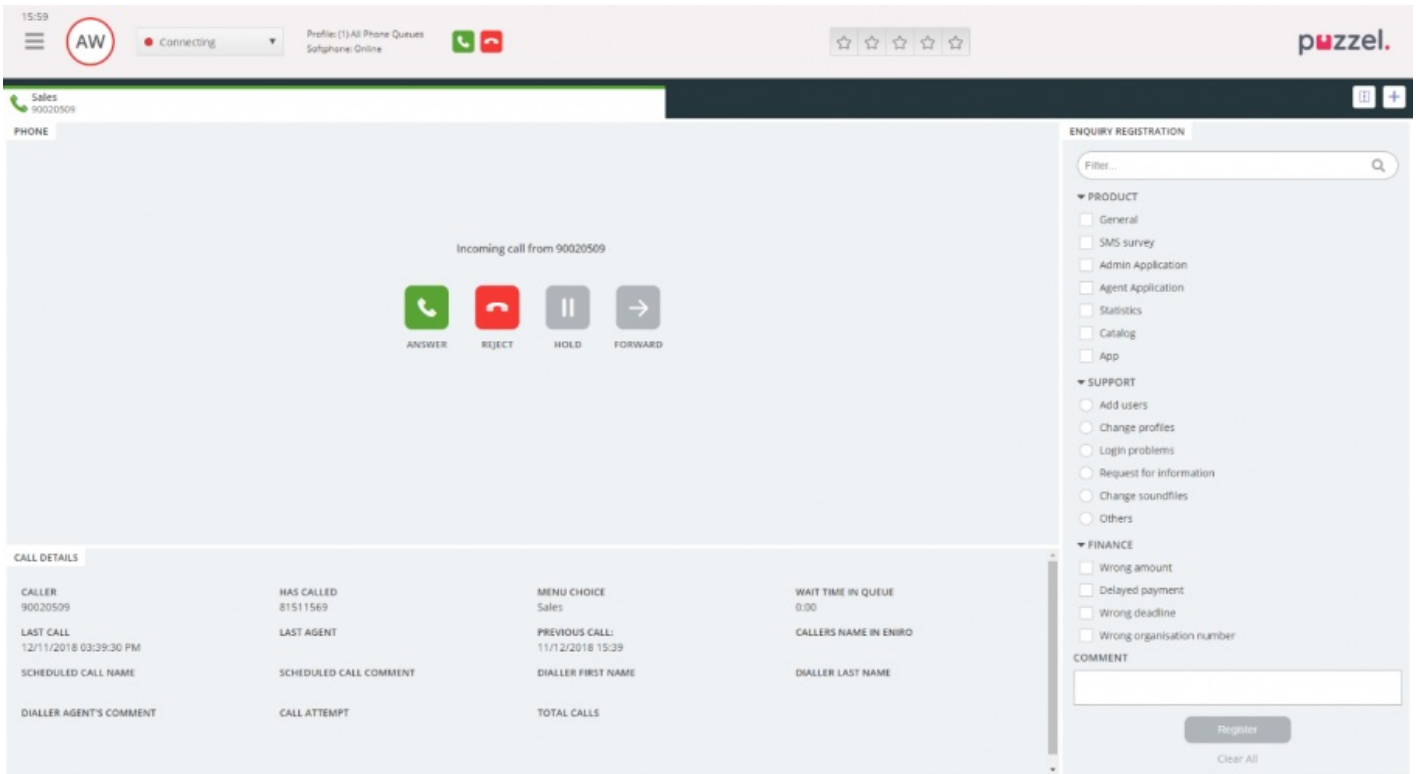 15:59
AW
Connecting
Profile: (1) All Phone Queues
Softphone: Online
puzzel.
Sales
90020509
PHONE
Incoming call from 90020509
ANSWER REJECT HOLD FORWARD
CALL DETAILS
CALLER HAS CALLED MENU CHOICE WAIT TIME IN QUEUE
90020509 81511569 Sales 0:00
LAST CALL LAST AGENT PREVIOUS CALL: CALLERS NAME IN ENIRO
12/11/2018 03:39:30 PM 11/12/2018 15:39
SCHEDULED CALL NAME SCHEDULED CALL COMMENT DIALLER FIRST NAME DIALLER LAST NAME
DIALLER AGENT'S COMMENT CALL ATTEMPT TOTAL CALLS
ENQUIRY REGISTRATION
Filter...
PRODUCT
General
SMS survey
Admin Application
Agent Application
Statistics
Catalog
App
SUPPORT
Add users
Change profiles
Login problems
Request for information
Change soundfiles
Others
FINANCE
Wrong amount
Delayed payment
Wrong deadline
Wrong organisation number
COMMENT
Register
Clear All